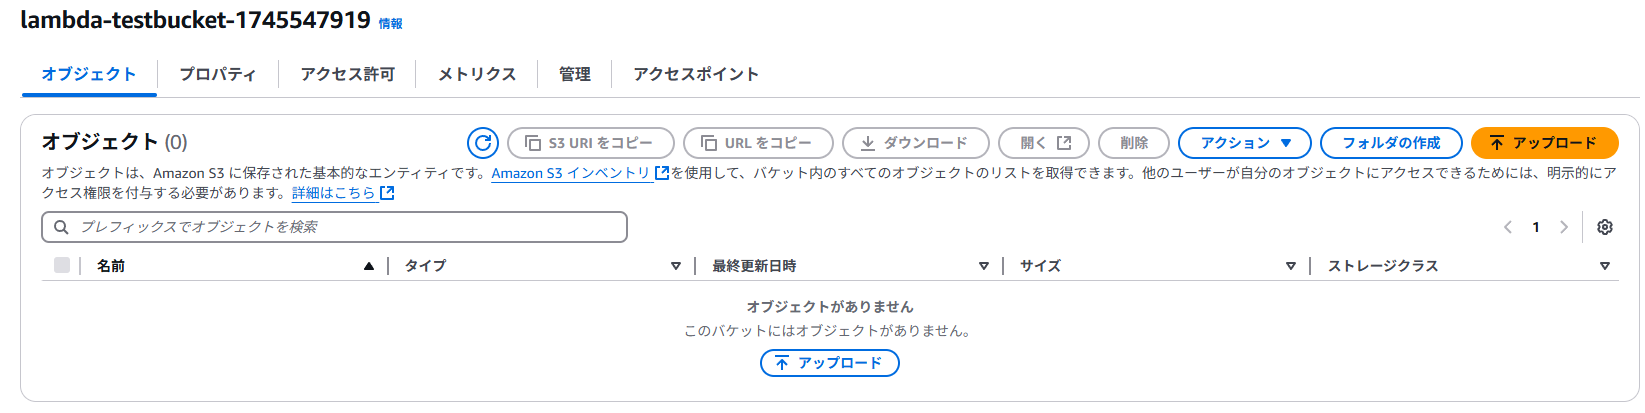 lambda-testbucket-1745547919 情報
オブジェクト プロパティ アクセス許可 メトリクス 管理 アクセスポイント
オブジェクト (0) S3 URI をコピー URL をコピー ダウンロード 開く 削除 アクション フォルダの作成 アップロード
オブジェクトは、Amazon S3 に保存された基本的なエンティティです。Amazon S3 インベントリ を使用して、バケット内のすべてのオブジェクトのリストを取得できます。他のユーザーが自分のオブジェクトにアクセスできるためには、明示的にア
クセス権限を付与する必要があります。詳細はこちら
プレフィックスでオブジェクトを検索 1
名前 タイプ 最終更新日時 サイズ ストレージクラス
オブジェクトがありません
このバケットにはオブジェクトがありません。
アップロード